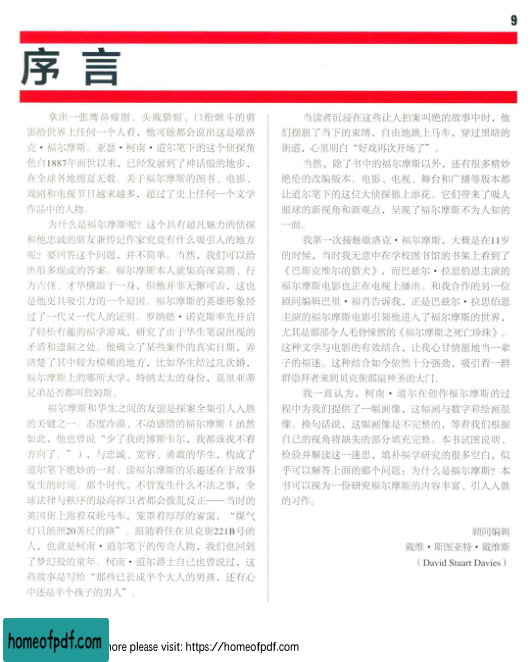 9
序言
拿出一张鹰鼻瘦削、头戴猎帽、口衔烟斗的剪
影给世界上任何一个人看，他可能都会说出这是歇洛
克·福尔摩斯。亚瑟·柯南·道尔笔下的这个侦探角
色自1887年面世以来，已经发展到了神话般的地步，
在全球各地拥趸无数。关于福尔摩斯的图书、电影、
戏剧和电视节目越来越多，超过了史上任何一个文学
作品中的人物。
为什么是福尔摩斯呢？这个具有超凡魅力的侦探
和他忠诚的朋友兼传记作家究竟有什么吸引人的地方
呢？要回答这个问题，并不简单。当然，我们可以给
出很多现成的答案。福尔摩斯本人就集高深莫测、行
为古怪、才华横溢于一身，但他并非无懈可击，这也
是他更具吸引力的一个原因。福尔摩斯的英雄形象经
过了一代又一代人的证明。罗纳德·诺克斯率先开启
了轻松有趣的福学游戏，研究了由于华生笔误出现的
矛盾和遗漏之处。他确立了某些案件的真实日期，弄
清楚了其中较为模糊的地方，比如华生结过几次婚，
福尔摩斯上的哪所大学，特纳太太的身份，莫里亚蒂
兄弟是否都叫詹姆斯。
福尔摩斯和华生之间的友谊是探案全集引人入胜
的关键之一。态度冷漠、不动感情的福尔摩斯（虽然
如此，他也曾说“少了我的博斯韦尔，我都该找不着
方向了。”），与忠诚、宽容、勇敢的华生，构成了
道尔笔下绝妙的一对。读福尔摩斯的乐趣还在于故事
发生的时间。那个时代，不管发生什么不法之事，全
球法律与秩序的最高捍卫者都会拨乱反正——当时的
英国街上跑着双轮马车，笼罩着厚厚的雾霭，“煤气
灯只能照20英尺的路”。跟随着住在贝克街221B号的
人，也就是柯南·道尔笔下的传奇人物，我们也回到
了梦幻般的童年。柯南·道尔爵士自己也曾说过，这
些故事是写给“那些已长成半个大人的男孩，还有心
中还是半个孩子的男人”。
当读者沉浸在这些让人拍案叫绝的故事中时，他
们摆脱了当下的束缚，自由地跳上马车，穿过黑暗的
街道，心里明白“好戏再次开场了”。
当然，除了书中的福尔摩斯以外，还有很多精妙
绝伦的改编版本。电影、电视、舞台和广播等版本都
让道尔笔下的这位大侦探锦上添花。它们带来了吸人
眼球的新视角和新观点，呈现了福尔摩斯不为人知的
一面。
我第一次接触歇洛克·福尔摩斯，大概是在11岁
的时候，当时我无意中在学校图书馆的书架上看到了
《巴斯克维尔的猎犬》，而巴兹尔·拉思伯恩主演的
福尔摩斯电影也正在电视上播出。和我合作的另一位
顾问编辑巴里·福肖告诉我，正是巴兹尔·拉思伯恩
主演的福尔摩斯电影引领他进入了福尔摩斯的世界，
尤其是那部令人毛骨悚然的《福尔摩斯之死亡珍珠》。
这种文学与电影的有效结合，让我心甘情愿地当一辈
子的福迷。这种结合如今依然十分强劲，吸引着一群
群崇拜者来到贝克街那扇神圣的大门。
我一直认为，柯南·道尔在创作福尔摩斯的过
程中为我们提供了一幅画像，这幅画与数字彩绘画很
像。换句话说，这幅画像是不完整的，等着我们根据
自己的视角将缺失的部分填充完整。本书试图说明、
检验并解读这一迷思，填补福学研究的很多空白，似
乎可以解答上面的那个问题：为什么是福尔摩斯？本
书可以视为一份研究福尔摩斯的内容丰富、引人入胜
的习作。
顾问编辑
戴维·斯图亚特·戴维斯
（David Stuart Davies）
homeofpdf.com
ore please visit: https://homeofpdf.com